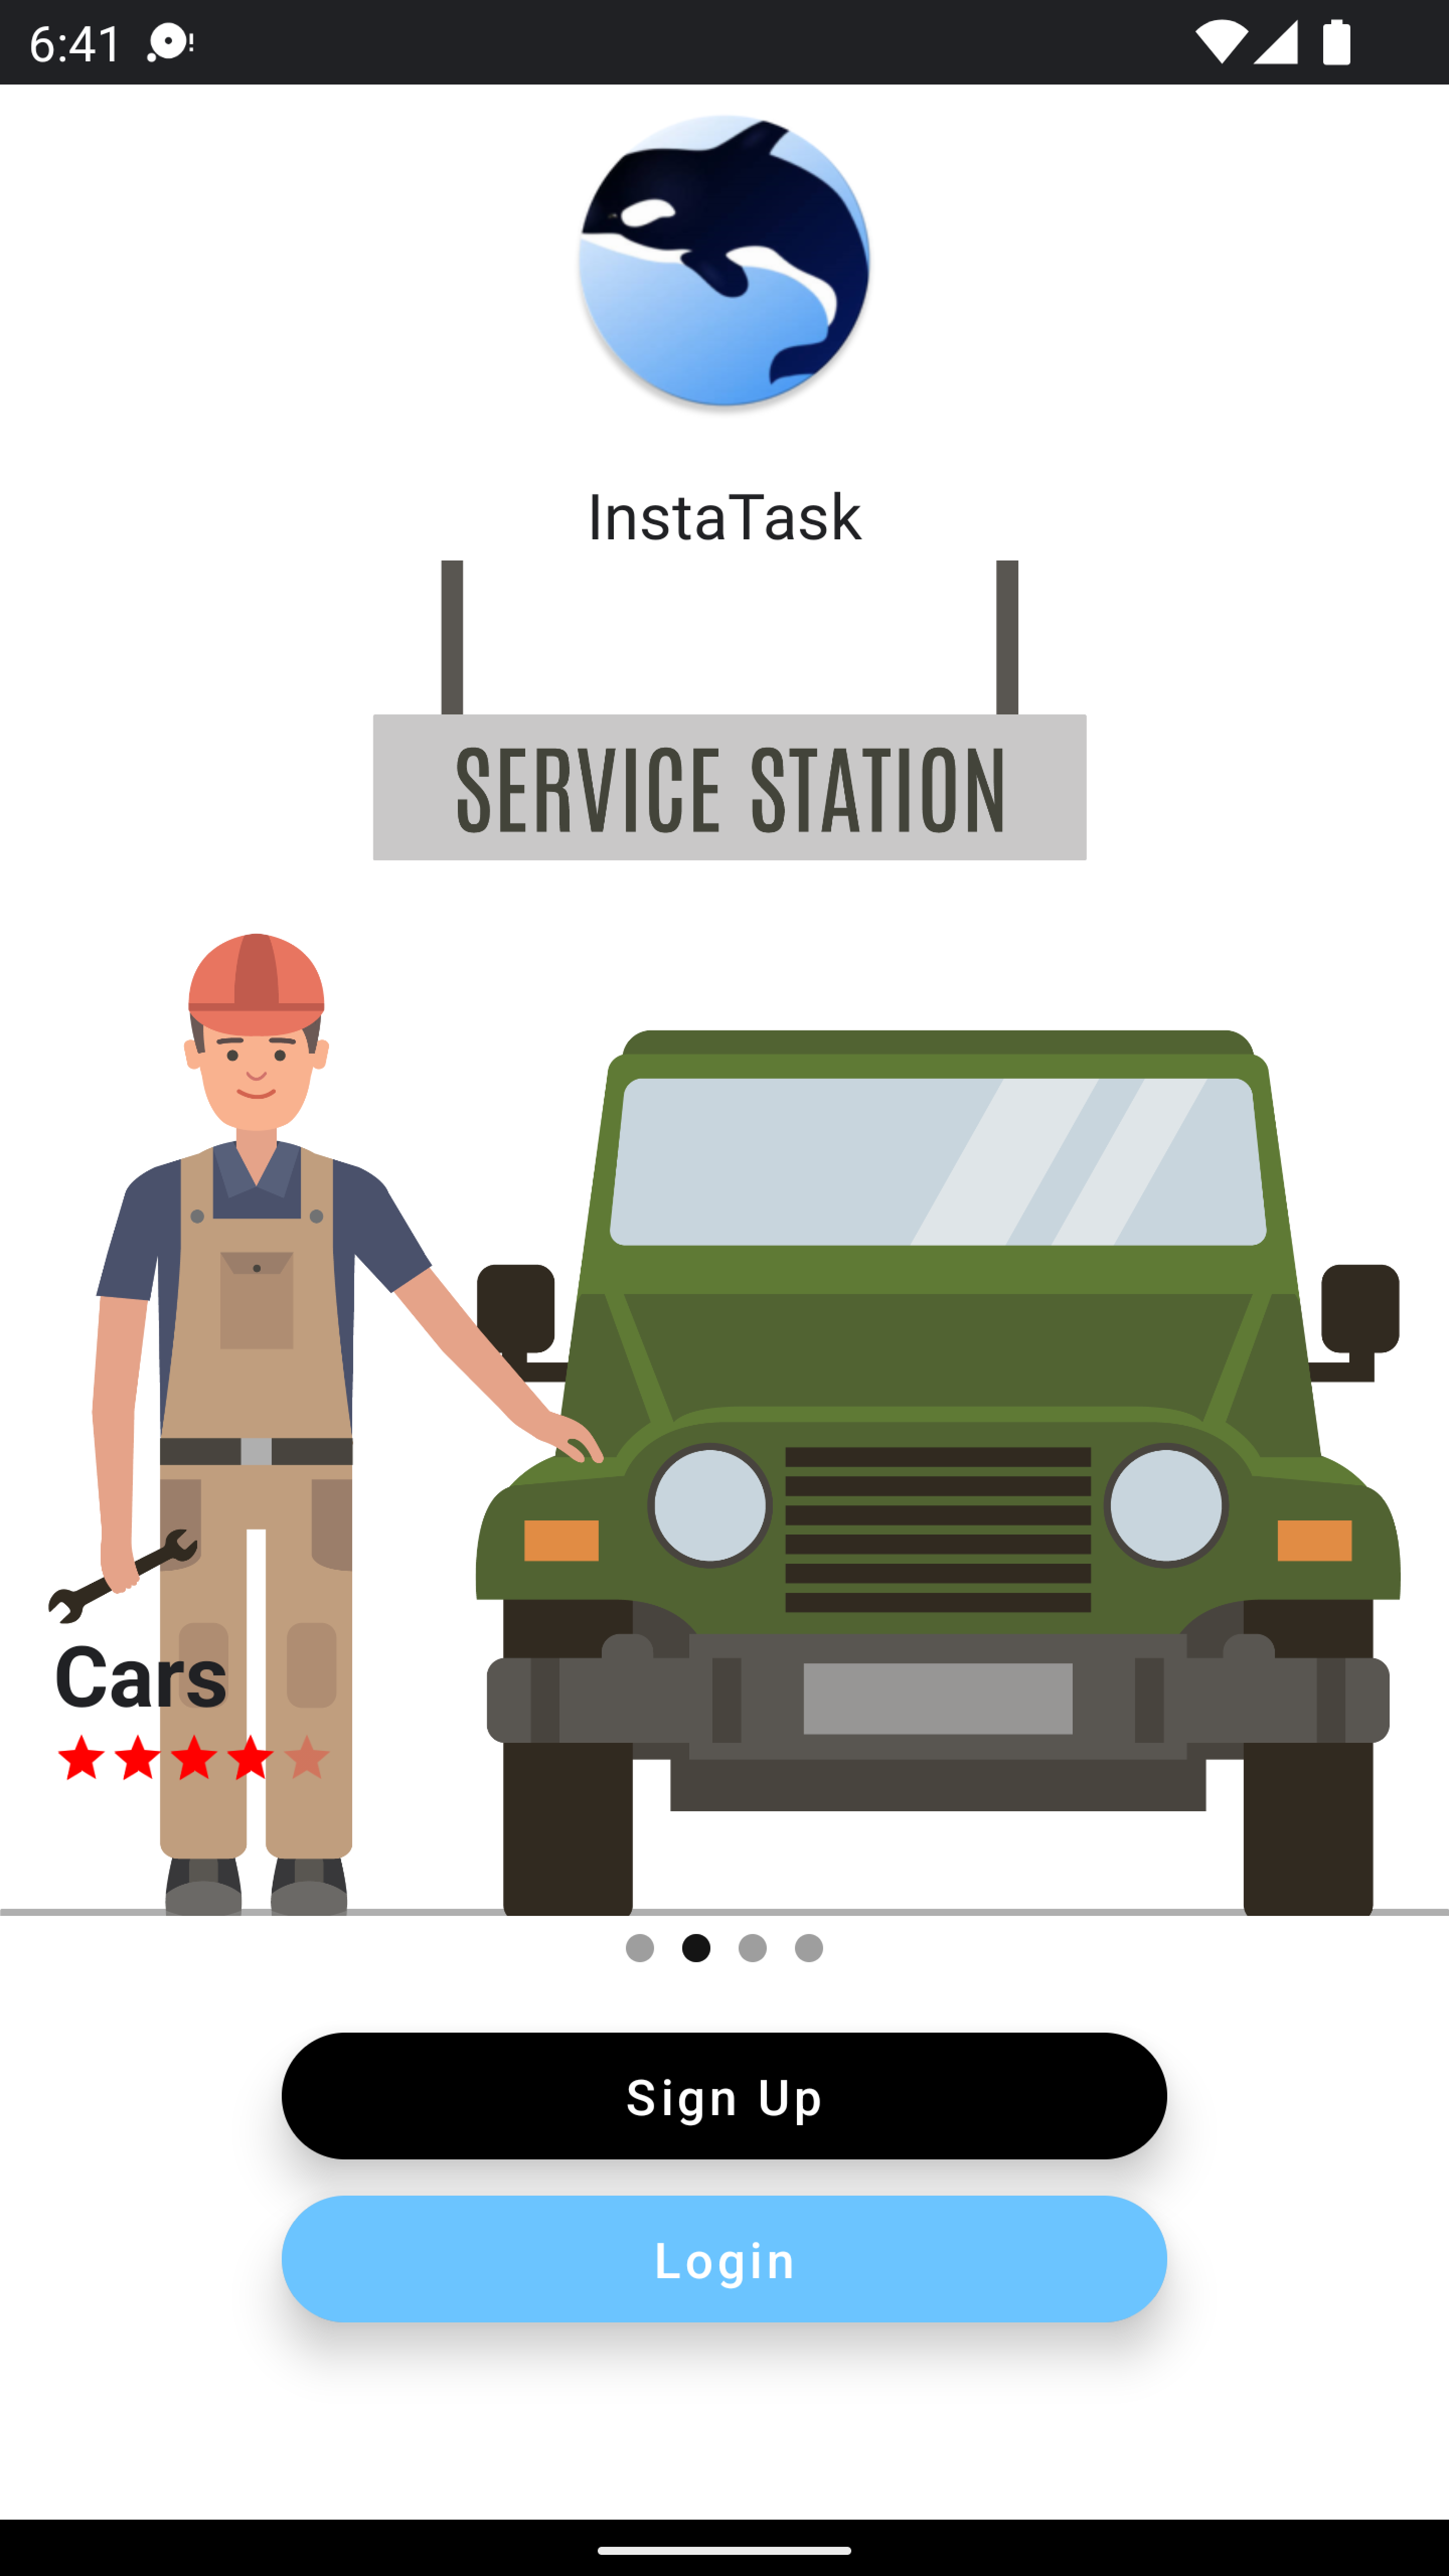 6:41
InstaTask
SERVICE STATION
Cars
Sign Up
Login